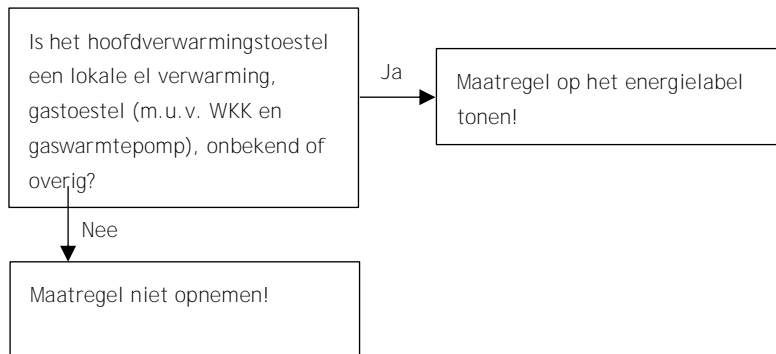 Is het hoofdverwarmingstoestel
een lokale el verwarming,
gastoestel (m.u.v. WKK en
gaswarmtepomp), onbekend of
overig?
Ja
Maatregel op het energielabel
tonen!
Nee
Maatregel niet opnemen!